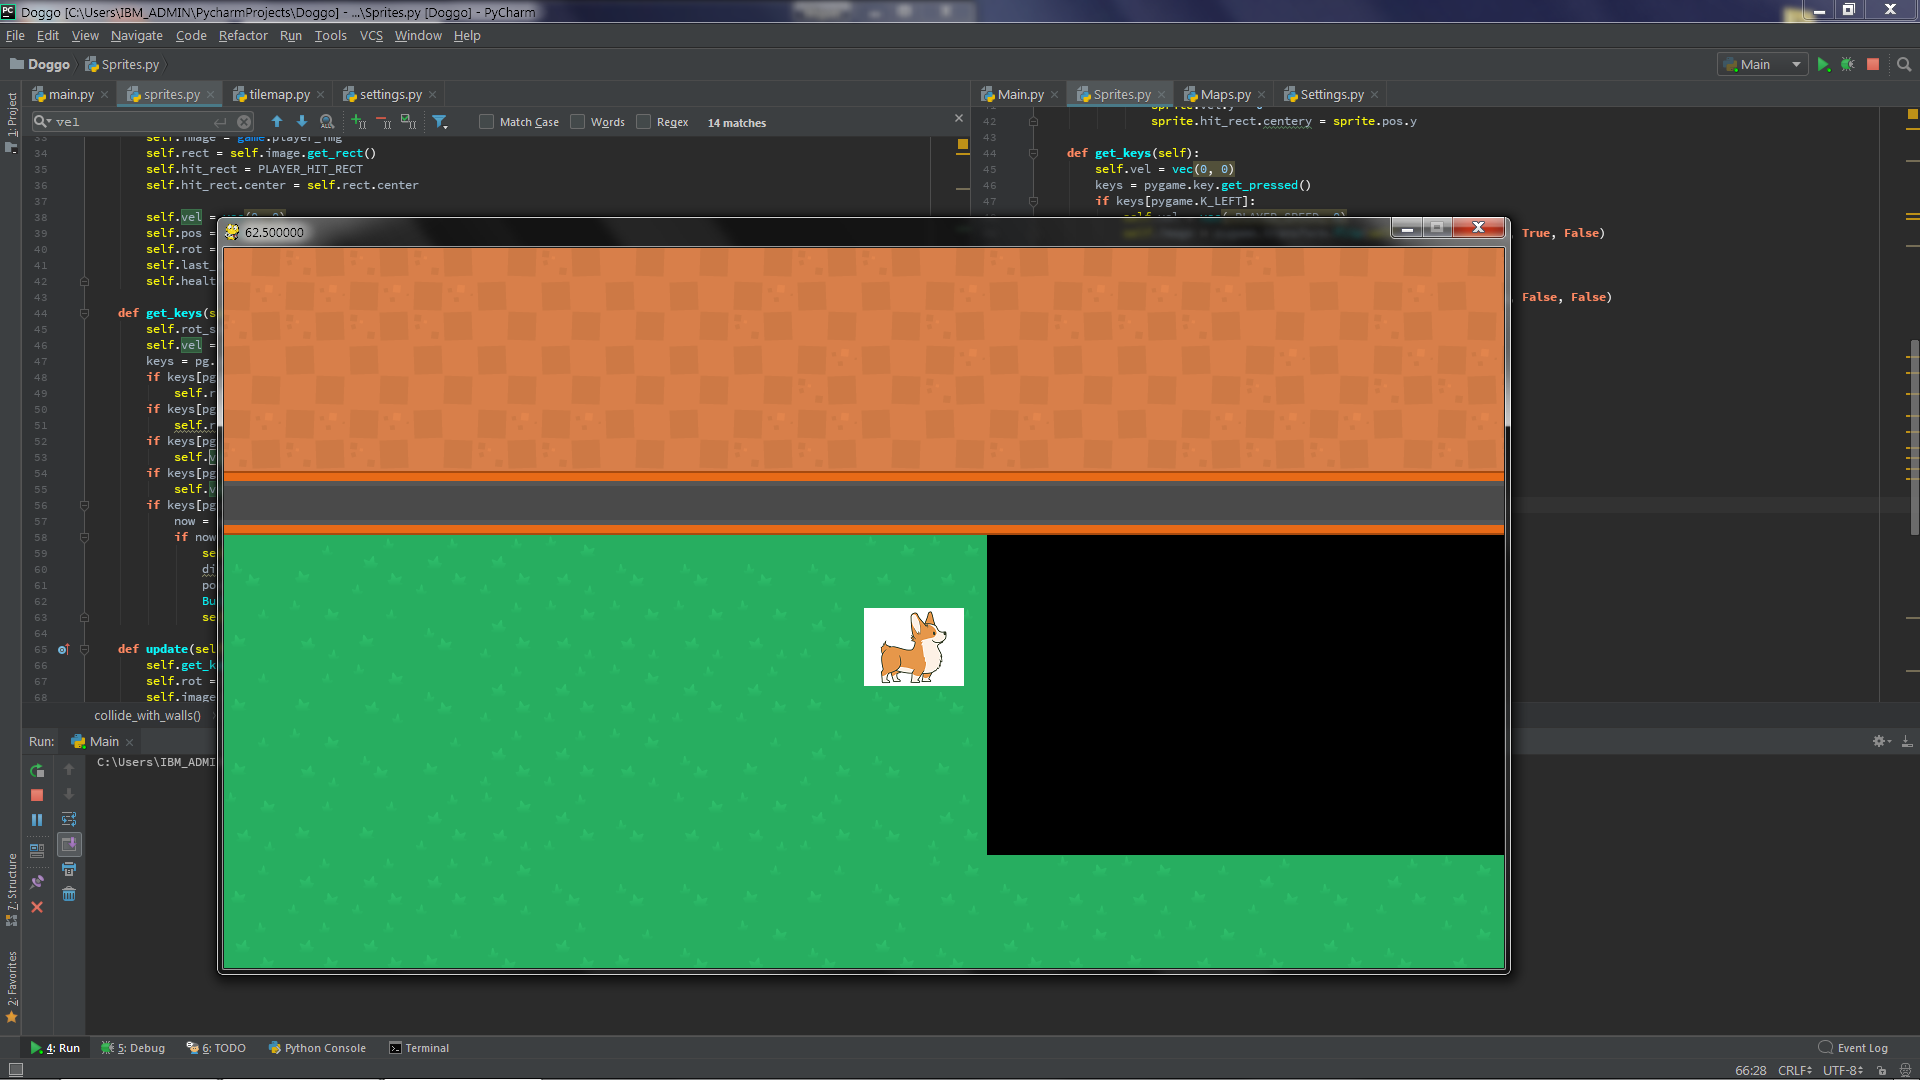 Doggo [C:\Users\IBM_ADMIN\PycharmProjects\Doggo] - ...\Sprites.py [Doggo] - PyCharm
File Edit View Navigate Code Refactor Run Tools VCS Window Help
Doggo Sprites.py Main
main.py sprites.py tilemap.py settings.py
vel Match Case Words Regex 14 matches
34 self.rect = self.image.get_rect()
35 self.hit_rect = PLAYER_HIT_RECT
36 self.hit_rect.center = self.rect.center
37
38 self.vel =
39 self.pos =
40 self.rot =
41 self.last_
42 self.healt
43
44 def get_keys(s
45 self.rot_s
46 self.vel =
47 keys = pg.
48 if keys[pg
49 self.r
50 if keys[pg
51 self.r
52 if keys[pg
53 self.v
54 if keys[pg
55 self.v
56 if keys[pg
57 now =
58 if now
59 se
60 di
61 po
62 Bu
63 se
64
65 def update(sel
66 self.get_k
67 self.rot =
68 self.image
collide_with_walls()
Main.py Sprites.py Maps.py Settings.py
42 sprite.hit_rect.centery = sprite.pos.y
43
44 def get_keys(self):
45 self.vel = vec(0, 0)
46 keys = pygame.key.get_pressed()
47 if keys[pygame.K_LEFT]:
True, False)
False, False)
62.500000
Run: Main
C:\Users\IBM_ADMI
1: Project
7: Structure
2: Favorites
4: Run 5: Debug 6: TODO Python Console Terminal Event Log
66:28 CRLF UTF-8